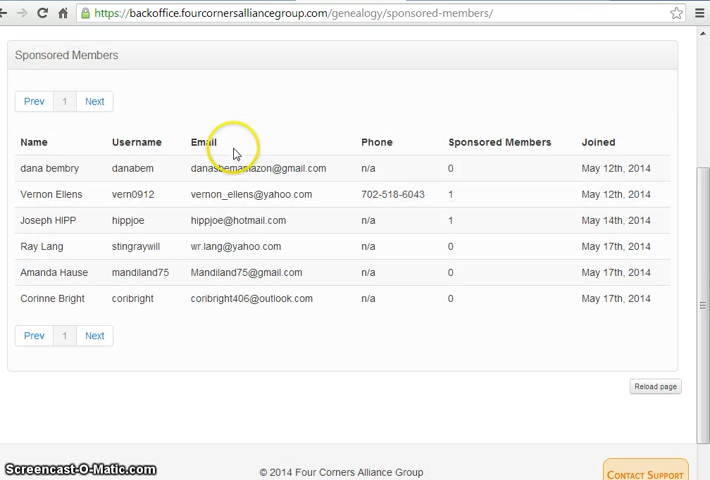 https://backoffice.fourcornersalliancegroup.com/genealogy/sponsored-members/
Sponsored Members
Prev 1 Next
Name Username Email Phone Sponsored Members Joined
dana bembry danabem danasbemamazon@gmail.com n/a 0 May 12th, 2014
Vernon Ellens vern0912 vernon_ellens@yahoo.com 702-518-6043 1 May 12th, 2014
Joseph HIPP hippjoe hippjoe@hotmail.com n/a 1 May 14th, 2014
Ray Lang stingraywill wr.lang@yahoo.com n/a 0 May 17th, 2014
Amanda Hause mandiland75 Mandiland75@gmail.com n/a 0 May 17th, 2014
Corinne Bright coribright coribright406@outlook.com n/a 0 May 17th, 2014
Prev 1 Next
Reload page
Screencast-O-Matic.com
© 2014 Four Corners Alliance Group
Contact Support